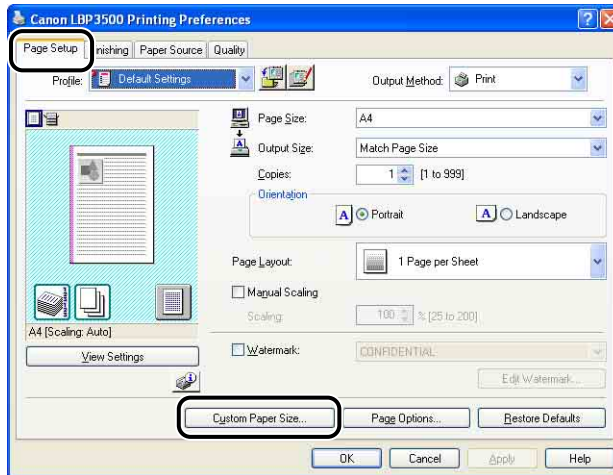 Canon LBP3500 Printing Preferences
Page Setup Finishing Paper Source Quality
Profile: Default Settings Output Method: Print
Page Size: A4
Output Size: Match Page Size
Copies: 1 [1 to 999]
Orientation
A Portrait A Landscape
Page Layout: 1 Page per Sheet
Manual Scaling
Scaling: 100 % [25 to 200]
A4 [Scaling: Auto]
View Settings
Watermark: CONFIDENTIAL
Edit Watermark...
Custom Paper Size... Page Options... Restore Defaults
OK Cancel Apply Help